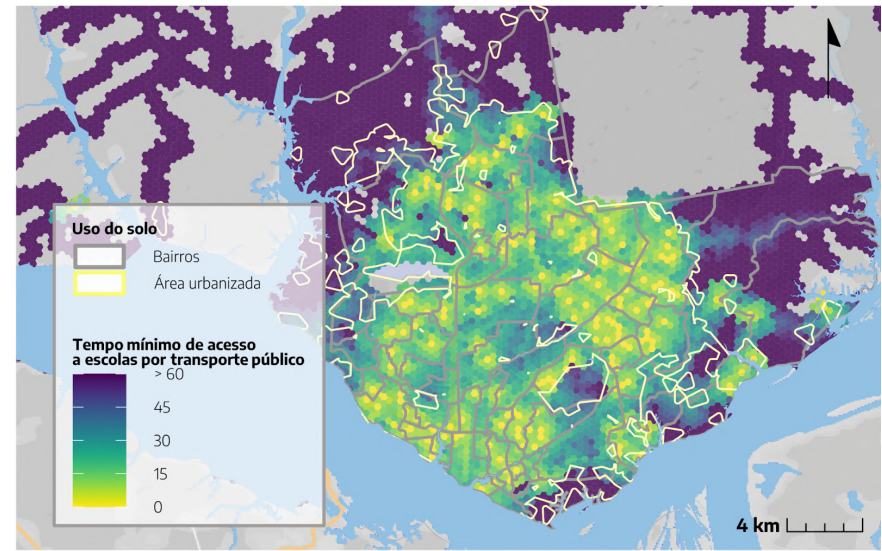 Uso do solo
Bairros
Área urbanizada
Tempo mínimo de acesso
a escolas por transporte público
> 60
45
30
15
0
4 km